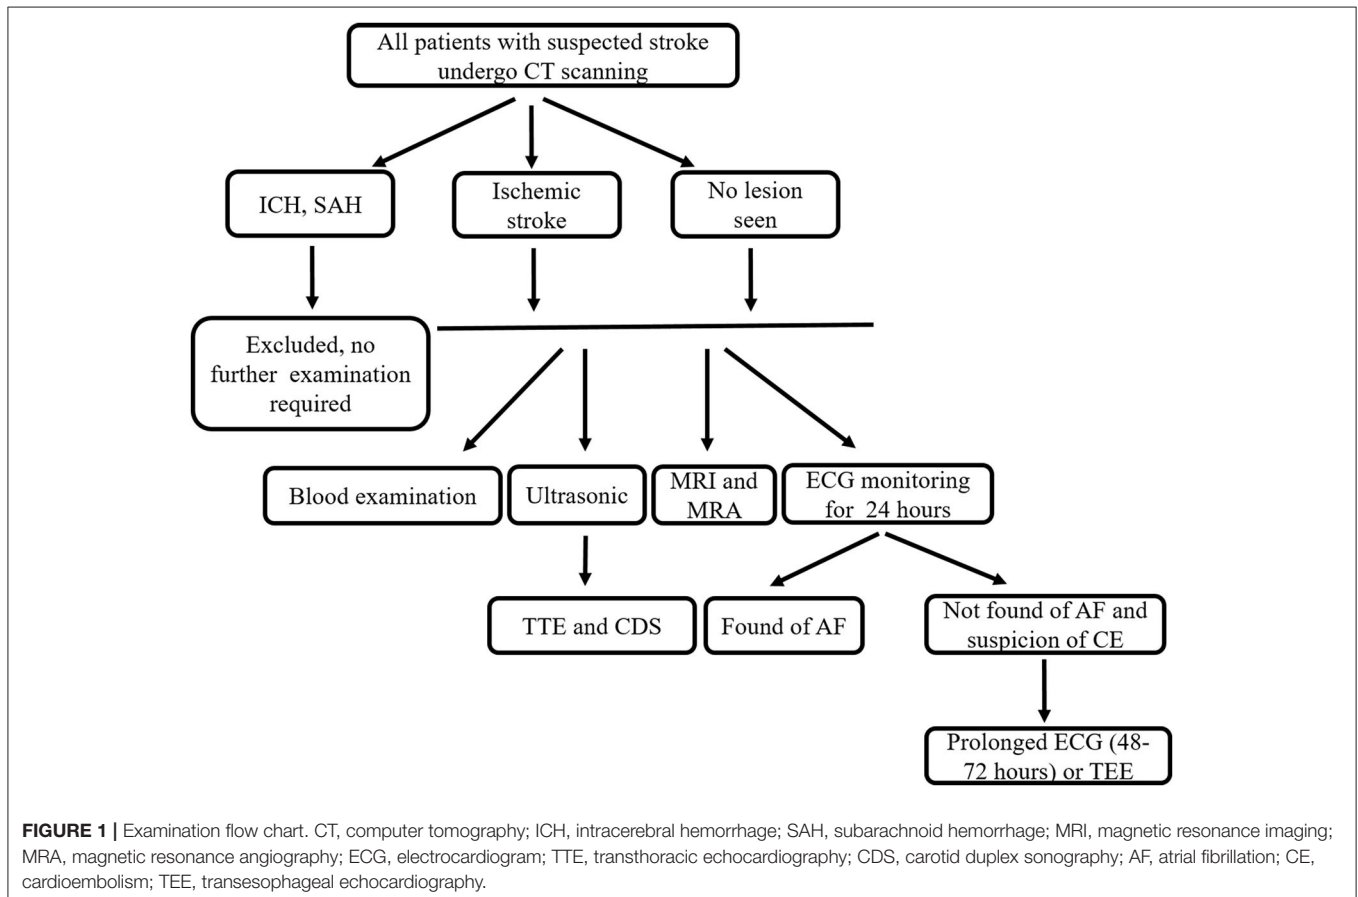 All patients with suspected stroke
undergo CT scanning
ICH, SAH
Ischemic
stroke
No lesion
seen
Excluded, no
further examination
required
Blood examination
Ultrasonic
MRI and
MRA
ECG monitoring
for 24 hours
TTE and CDS
Found of AF
Not found of AF and
suspicion of CE
Prolonged ECG (48-
72 hours) or TEE
FIGURE 1 | Examination flow chart. CT, computer tomography; ICH, intracerebral hemorrhage; SAH, subarachnoid hemorrhage; MRI, magnetic resonance imaging;
MRA, magnetic resonance angiography; ECG, electrocardiogram; TTE, transthoracic echocardiography; CDS, carotid duplex sonography; AF, atrial fibrillation; CE,
cardioembolism; TEE, transesophageal echocardiography.